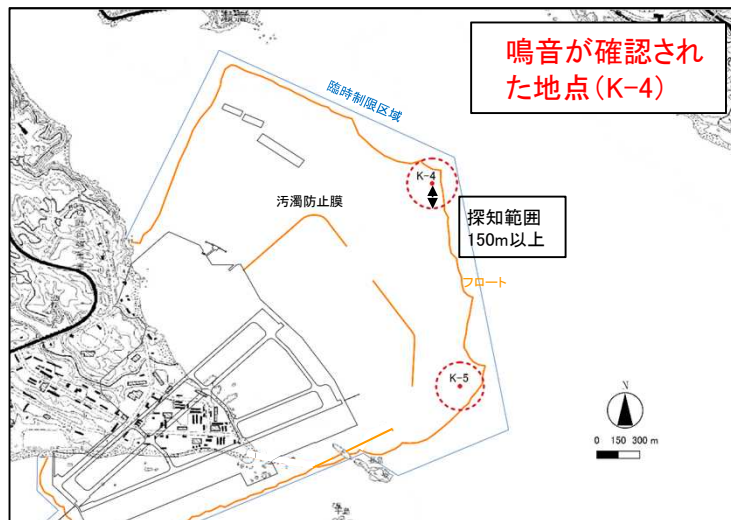 鳴音が確認され
た地点(K-4)
臨時制限区域
K-4
汚濁防止膜
探知範囲
150m以上
フロート
K-5
N
0 150 300 m